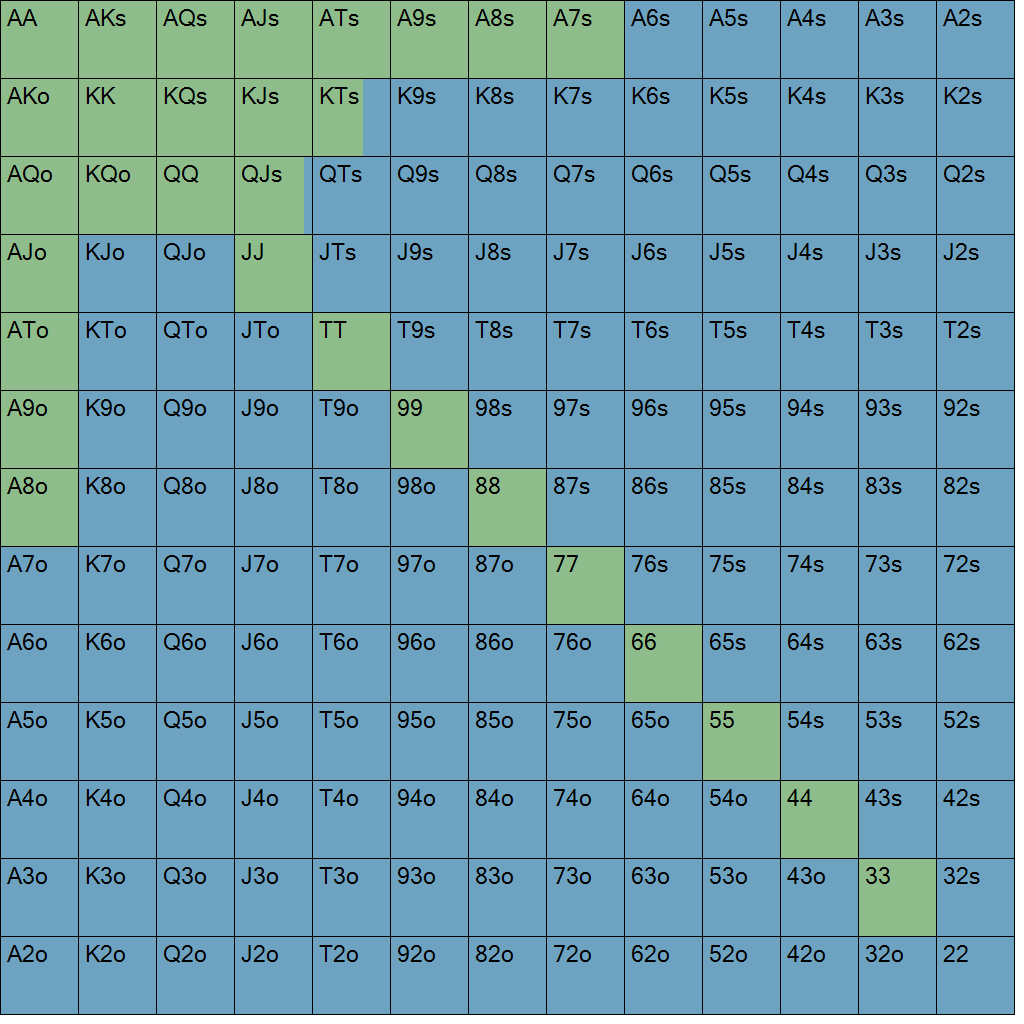 AA AKs AQs AJs ATs A9s A8s A7s A6s A5s A4s A3s A2s
AKo KK KQs KJs KTs K9s K8s K7s K6s K5s K4s K3s K2s
AQo KQo QQ QJs QTs Q9s Q8s Q7s Q6s Q5s Q4s Q3s Q2s
AJo KJo QJo JJ JTs J9s J8s J7s J6s J5s J4s J3s J2s
ATo KTo QTo JTo TT T9s T8s T7s T6s T5s T4s T3s T2s
A9o K9o Q9o J9o T9o 99 98s 97s 96s 95s 94s 93s 92s
A8o K8o Q8o J8o T8o 98o 88 87s 86s 85s 84s 83s 82s
A7o K7o Q7o J7o T7o 97o 87o 77 76s 75s 74s 73s 72s
A6o K6o Q6o J6o T6o 96o 86o 76o 66 65s 64s 63s 62s
A5o K5o Q5o J5o T5o 95o 85o 75o 65o 55 54s 53s 52s
A4o K4o Q4o J4o T4o 94o 84o 74o 64o 54o 44 43s 42s
A3o K3o Q3o J3o T3o 93o 83o 73o 63o 53o 43o 33 32s
A2o K2o Q2o J2o T2o 92o 82o 72o 62o 52o 42o 32o 22